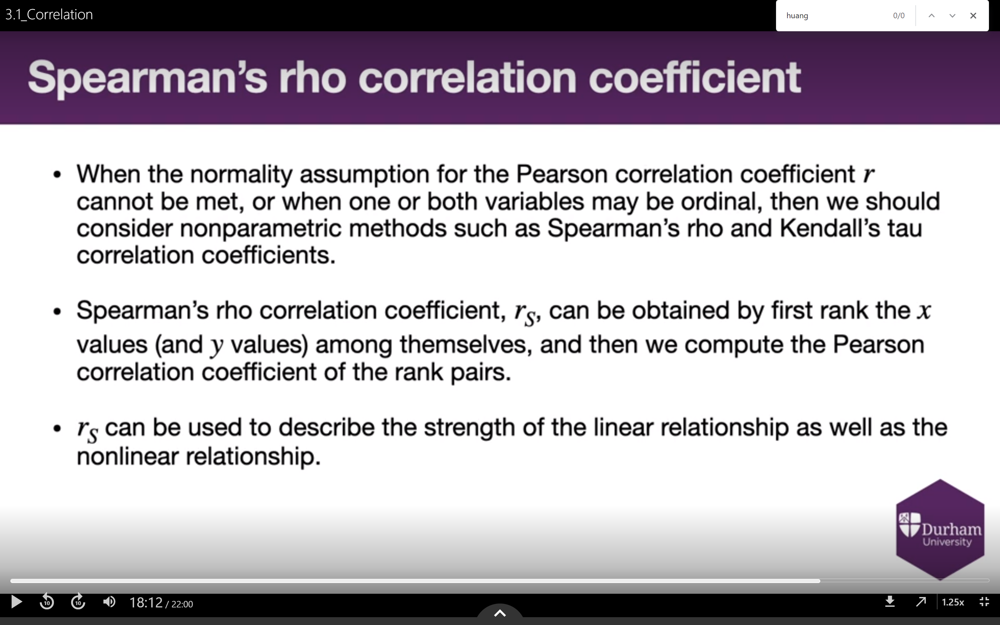 3.1_Correlation
huang
0/0
Spearman's rho correlation coefficient
• When the normality assumption for the Pearson correlation coefficient r
cannot be met, or when one or both variables may be ordinal, then we should
consider nonparametric methods such as Spearman's rho and Kendall's tau
correlation coefficients.
• Spearman's rho correlation coefficient, rS, can be obtained by first rank the x
values (and y values) among themselves, and then we compute the Pearson
correlation coefficient of the rank pairs.
• rS can be used to describe the strength of the linear relationship as well as the
nonlinear relationship.
Durham
University
10
10
18:12 / 22:00
1.25x